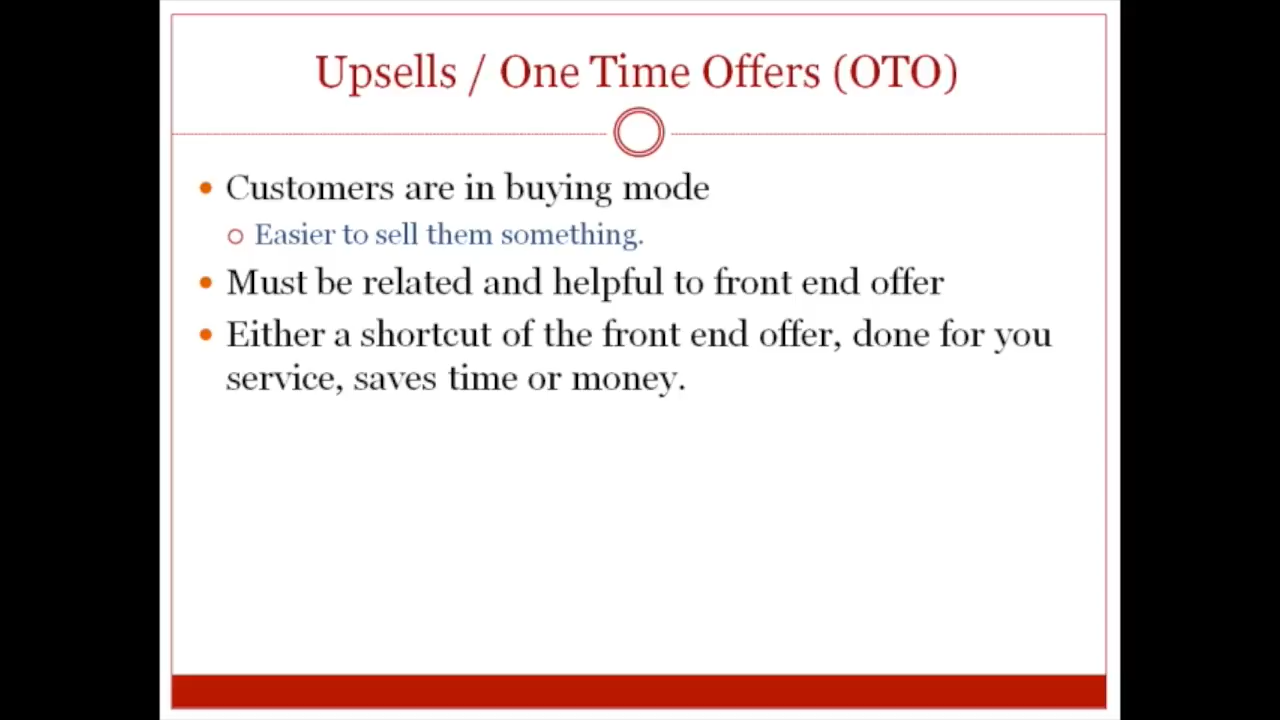 Upsells / One Time Offers (OTO)
Customers are in buying mode
Easier to sell them something.
Must be related and helpful to front end offer
Either a shortcut of the front end offer, done for you
service, saves time or money.